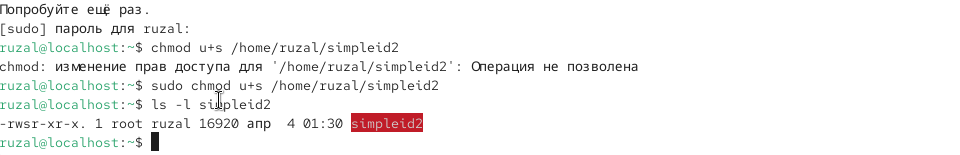 Попробуйте ещё раз.
[sudo] пароль для ruzal:
ruzal@localhost:~$ chmod u+s /home/ruzal/simpleid2
chmod: изменение прав доступа для '/home/ruzal/simpleid2': Операция не позволена
ruzal@localhost:~$ sudo chmod u+s /home/ruzal/simpleid2
ruzal@localhost:~$ ls -l simpleid2
-rwsr-xr-x. 1 root ruzal 16920 апр  4 01:30 simpleid2
ruzal@localhost:~$